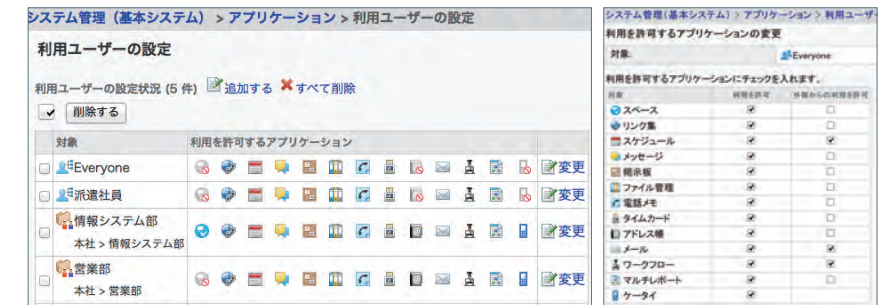 システム管理（基本システム） > アプリケーション > 利用ユーザーの設定
利用ユーザーの設定
利用ユーザーの設定状況 (5 件) 追加する すべて削除
削除する
対象 利用を許可するアプリケーション
Everyone 変更
派遣社員 変更
情報システム部
本社 > 情報システム部 変更
営業部
本社 > 営業部 変更
システム管理(基本システム) > アプリケーション > 利用ユーザー
利用を許可するアプリケーションの変更
対象: Everyone
利用を許可するアプリケーションにチェックを入れます。
対象 利用を許可 外部からの利用を許可
スペース
リンク集
スケジュール
メッセージ
掲示板
ファイル管理
電話メモ
タイムカード
アドレス帳
メール
ワークフロー
マルチレポート
ケータイ